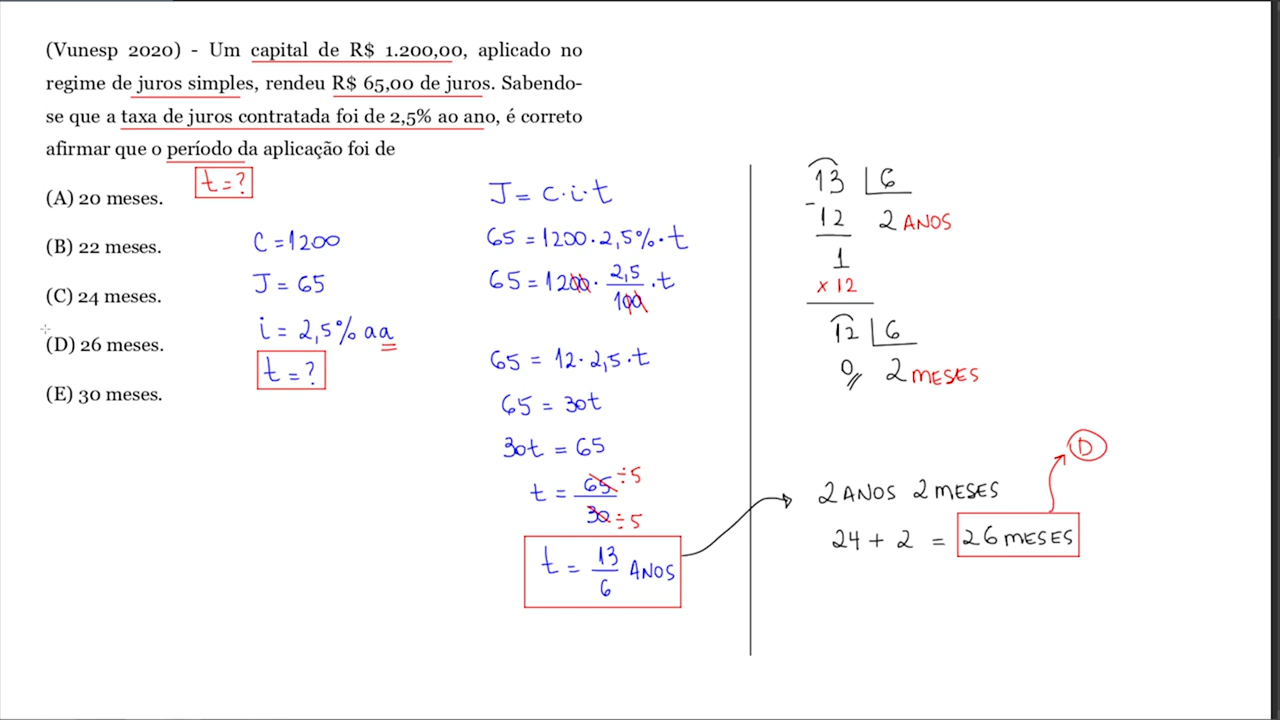 (Vunesp 2020) - Um capital de R$ 1.200,00, aplicado no
regime de juros simples, rendeu R$ 65,00 de juros. Sabendo-
se que a taxa de juros contratada foi de 2,5% ao ano, é correto
afirmar que o período da aplicação foi de
t = ?
(A) 20 meses.
(B) 22 meses.
(C) 24 meses.
(D) 26 meses.
(E) 30 meses.
C = 1200
J = 65
i = 2,5% aa
t = ?
J = C · i · t
65 = 1200 · 2,5% · t
65 = 1200 · 2,5/100 · t
65 = 12 · 2,5 · t
65 = 30t
30t = 65
t = 65 ÷5 / 30 ÷5
t = 13/6 ANOS
13 6
- 12 2 ANOS
1
× 12
12 6
0 2 MESES
D
2 ANOS 2 MESES
24 + 2 = 26 MESES